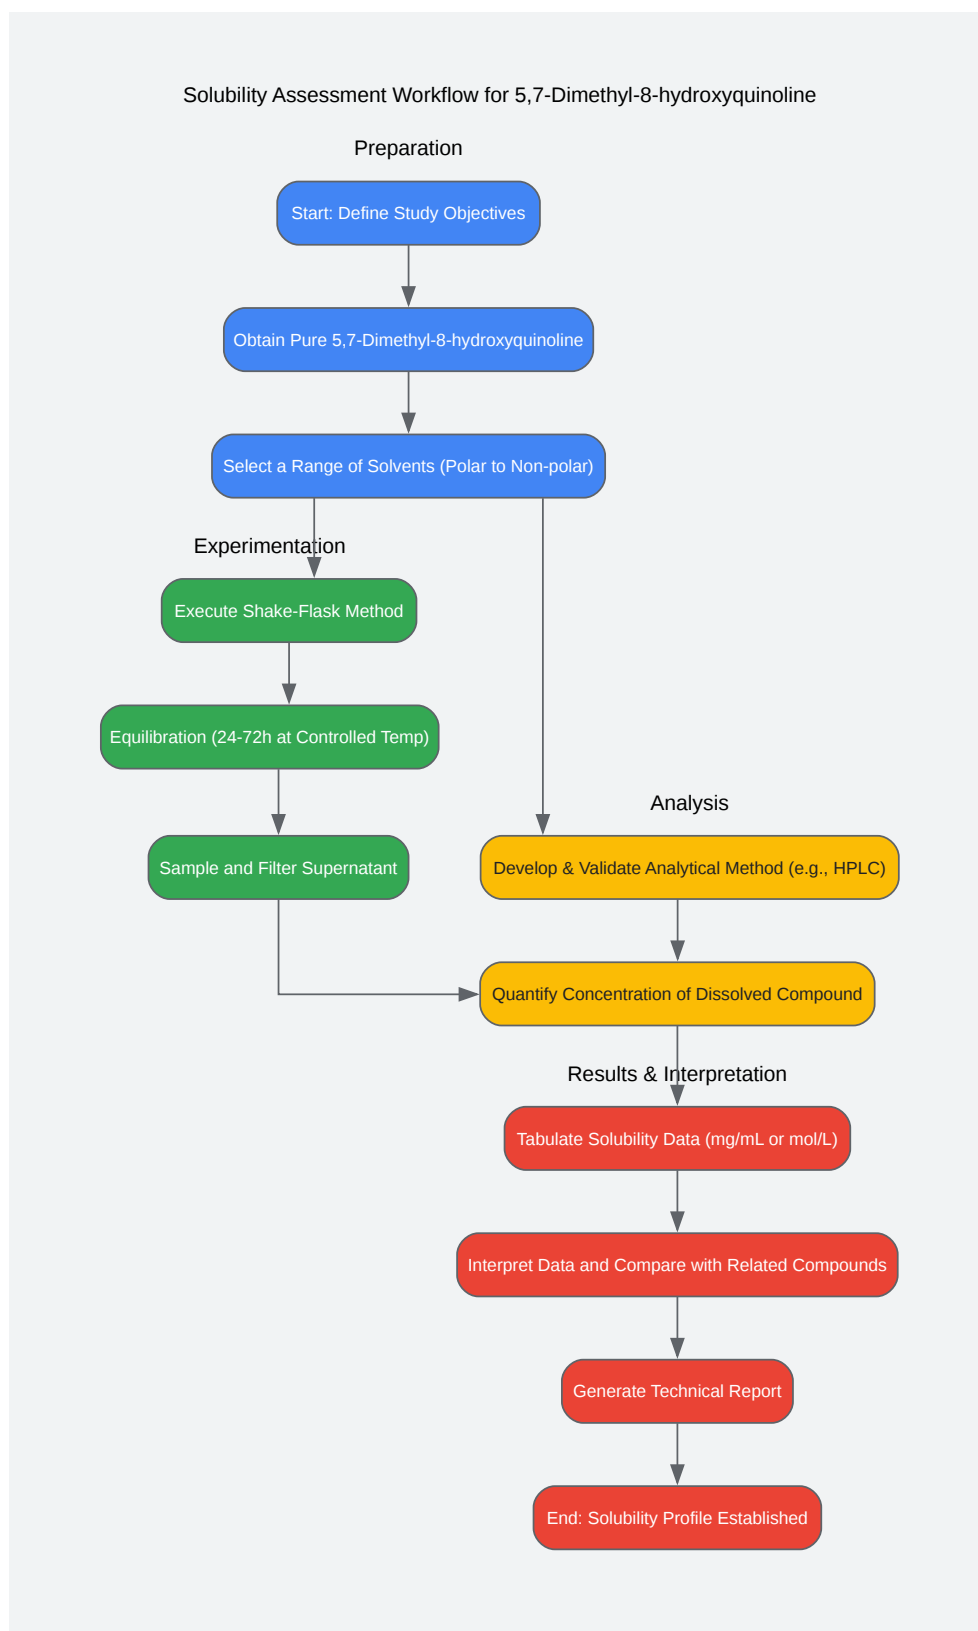 Solubility Assessment Workflow for 5,7-Dimethyl-8-hydroxyquinoline
Preparation
Start: Define Study Objectives
Obtain Pure 5,7-Dimethyl-8-hydroxyquinoline
Select a Range of Solvents (Polar to Non-polar)
Experimentation
Execute Shake-Flask Method
Equilibration (24-72h at Controlled Temp)
Sample and Filter Supernatant
Analysis
Develop & Validate Analytical Method (e.g., HPLC)
Quantify Concentration of Dissolved Compound
Results & Interpretation
Tabulate Solubility Data (mg/mL or mol/L)
Interpret Data and Compare with Related Compounds
Generate Technical Report
End: Solubility Profile Established